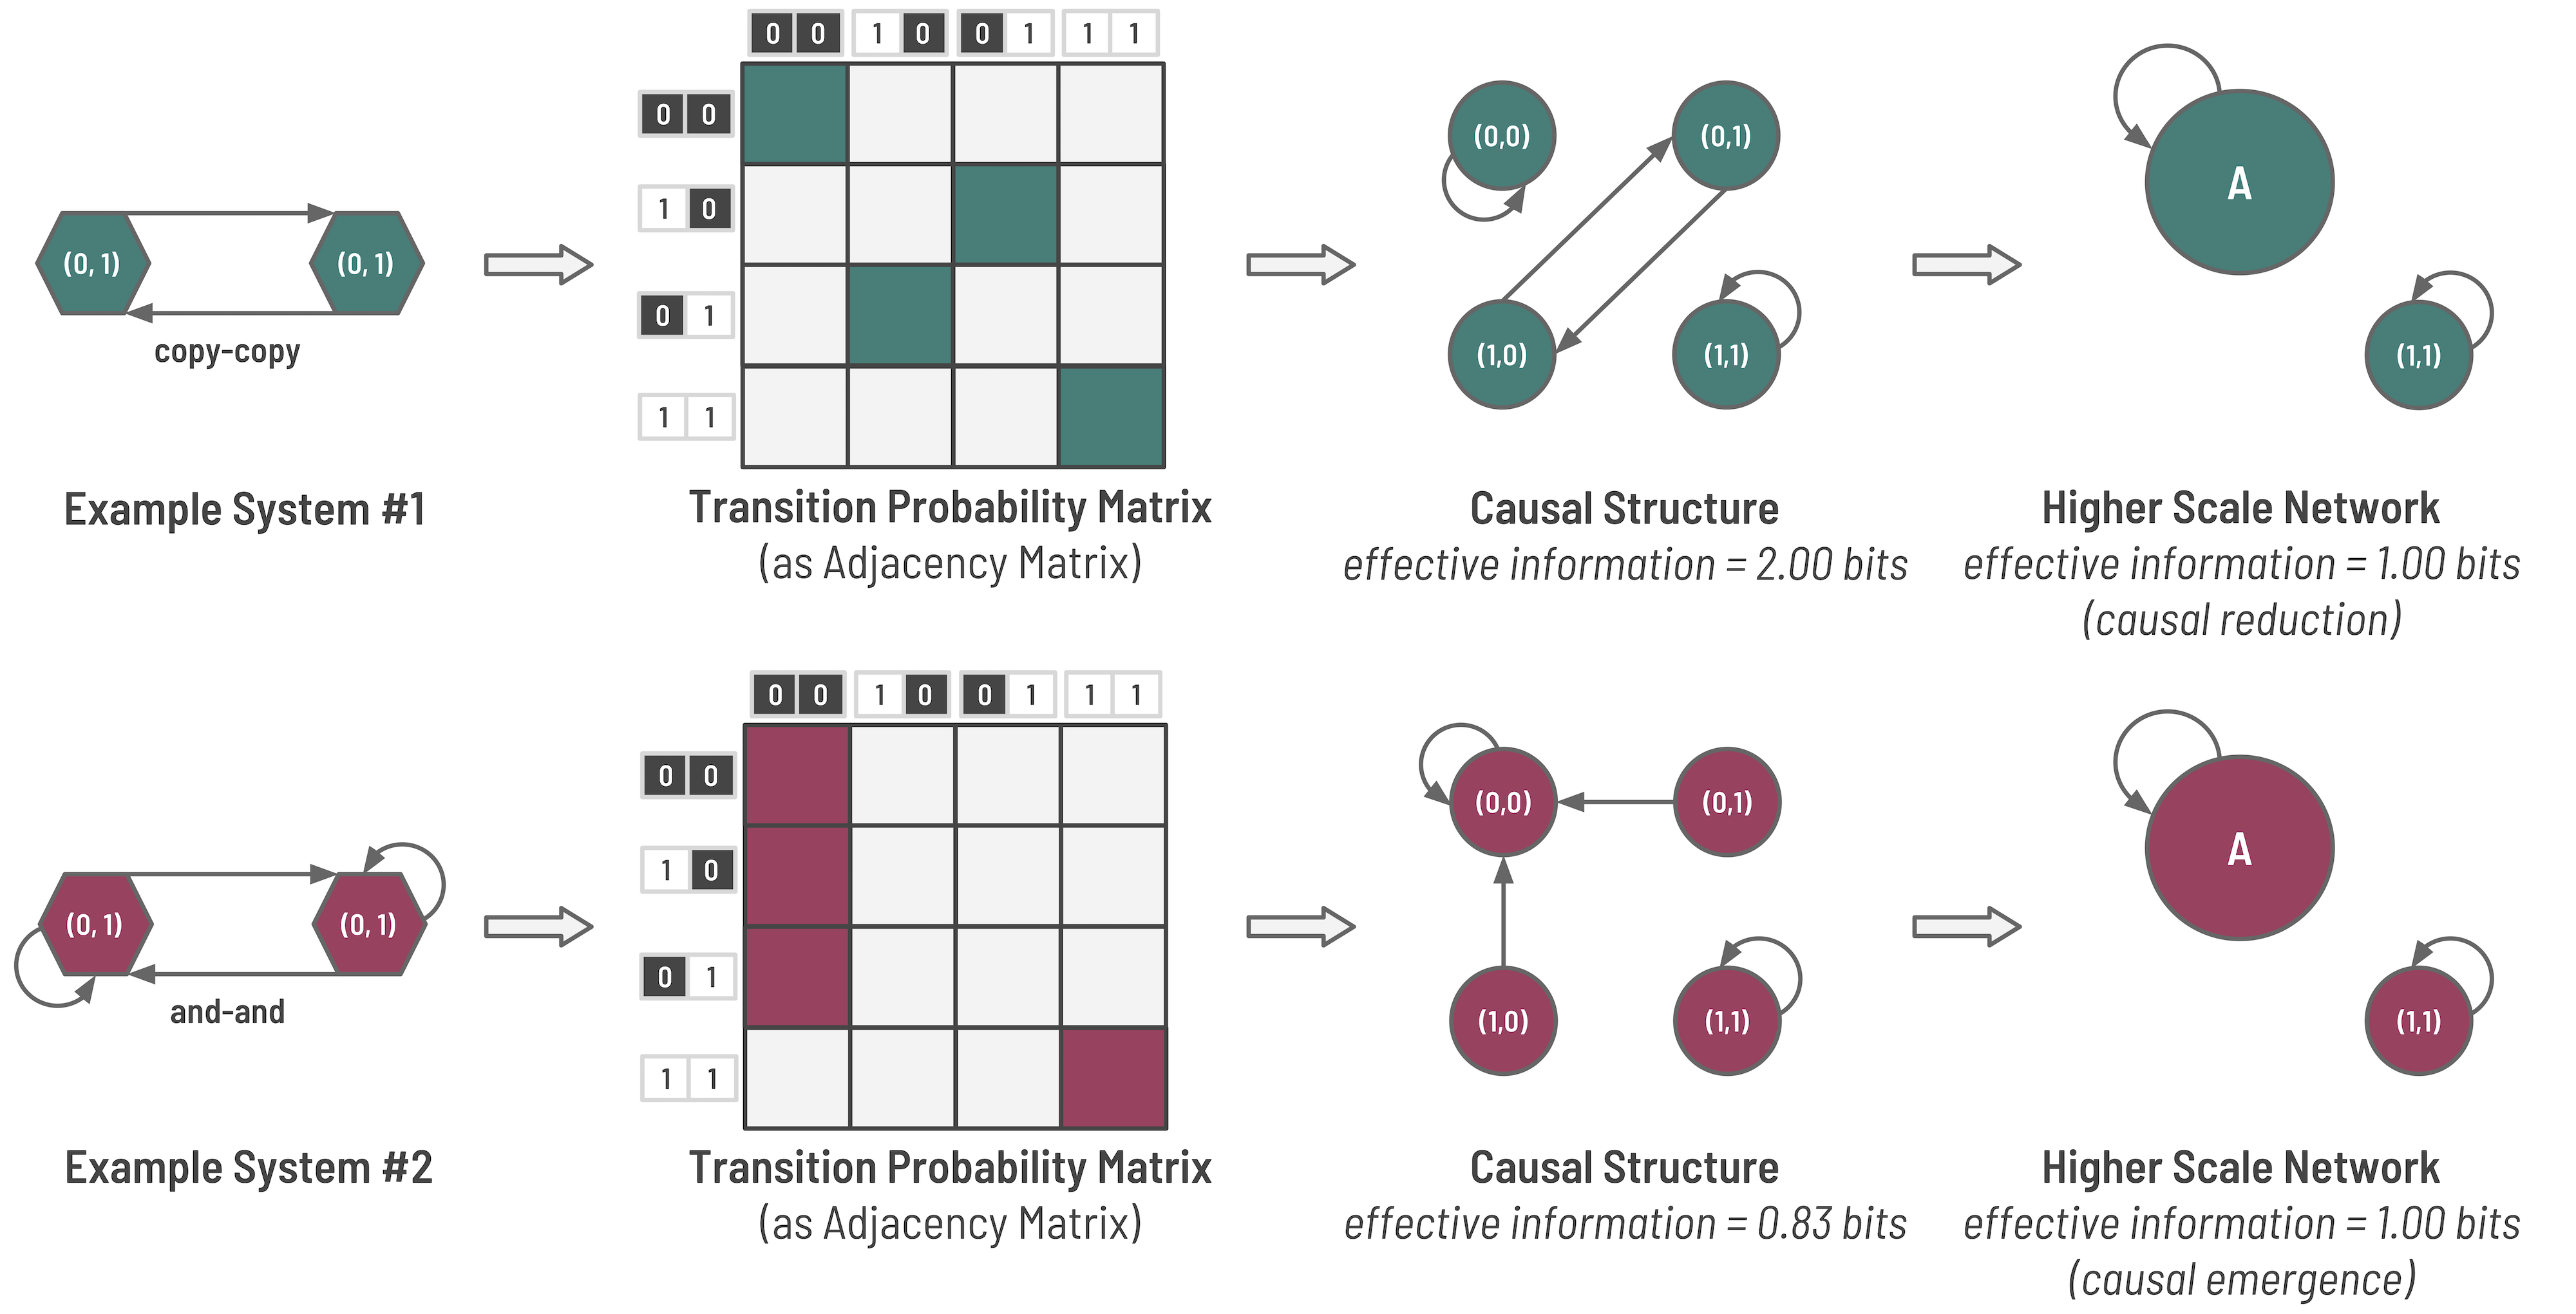 0 0 1 0 0 1 1 1
0 0
1 0
0 1
1 1
(0, 1) (0, 1)
copy-copy
(0,0) (0,1)
(1,0) (1,1)
A
(1,1)
Example System #1
Transition Probability Matrix
(as Adjacency Matrix)
Causal Structure
effective information = 2.00 bits
Higher Scale Network
effective information = 1.00 bits
(causal reduction)
0 0 1 0 0 1 1 1
0 0
1 0
0 1
1 1
(0, 1) (0, 1)
and-and
(0,0) (0,1)
(1,0) (1,1)
A
(1,1)
Example System #2
Transition Probability Matrix
(as Adjacency Matrix)
Causal Structure
effective information = 0.83 bits
Higher Scale Network
effective information = 1.00 bits
(causal emergence)